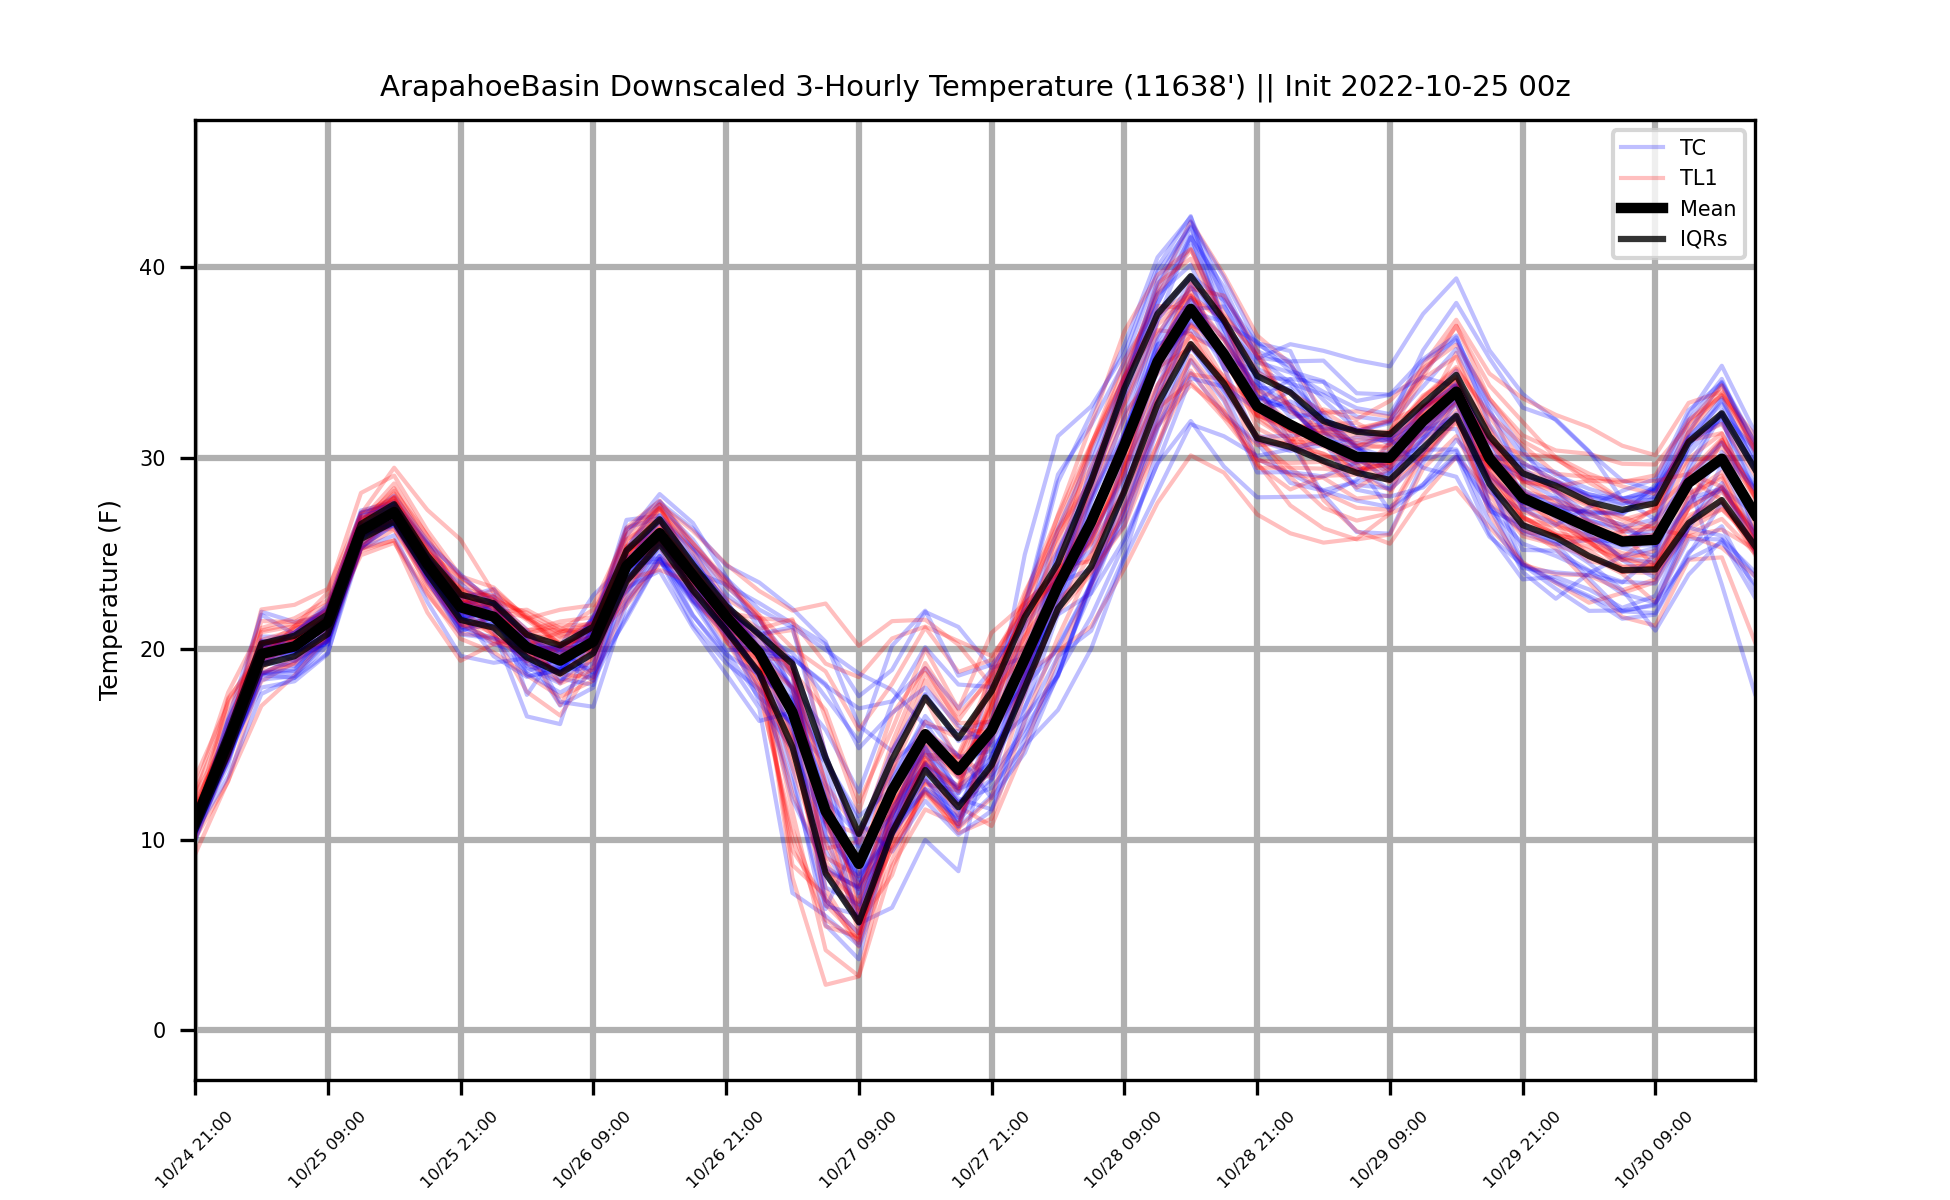 ArapahoeBasin Downscaled 3-Hourly Temperature (11638') || Init 2022-10-25 00z
TC
TL1
Mean
IQRs
Temperature (F)
40
30
20
10
0
10/24 21:00
10/25 09:00
10/25 21:00
10/26 09:00
10/26 21:00
10/27 09:00
10/27 21:00
10/28 09:00
10/28 21:00
10/29 09:00
10/29 21:00
10/30 09:00